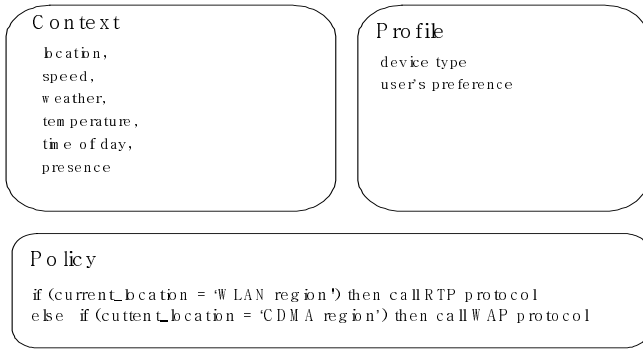 Context
location,
speed,
weather,
temperature,
time of day,
presence
Profile
device type
user's preference
Policy
if (current_location = 'WLAN region') then call RTP protocol
else if (cuttent_location = 'CDMA region') then call WAP protocol